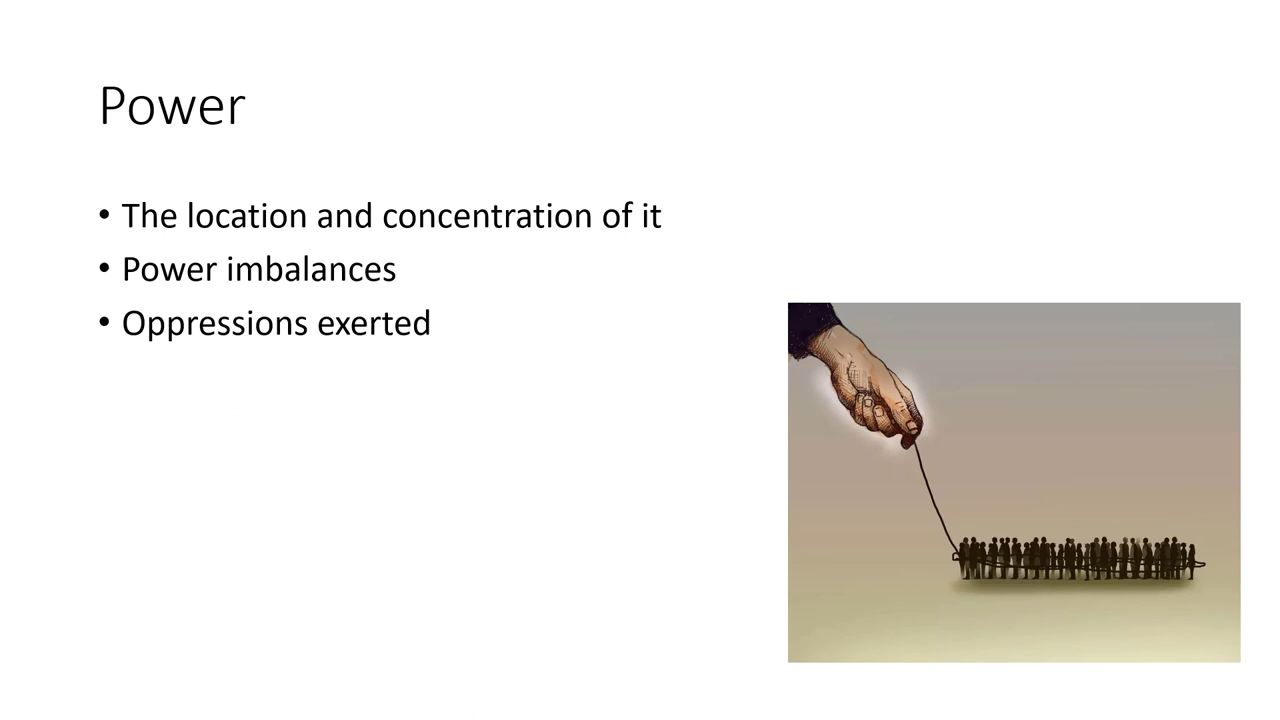 Power
• The location and concentration of it
• Power imbalances
• Oppressions exerted